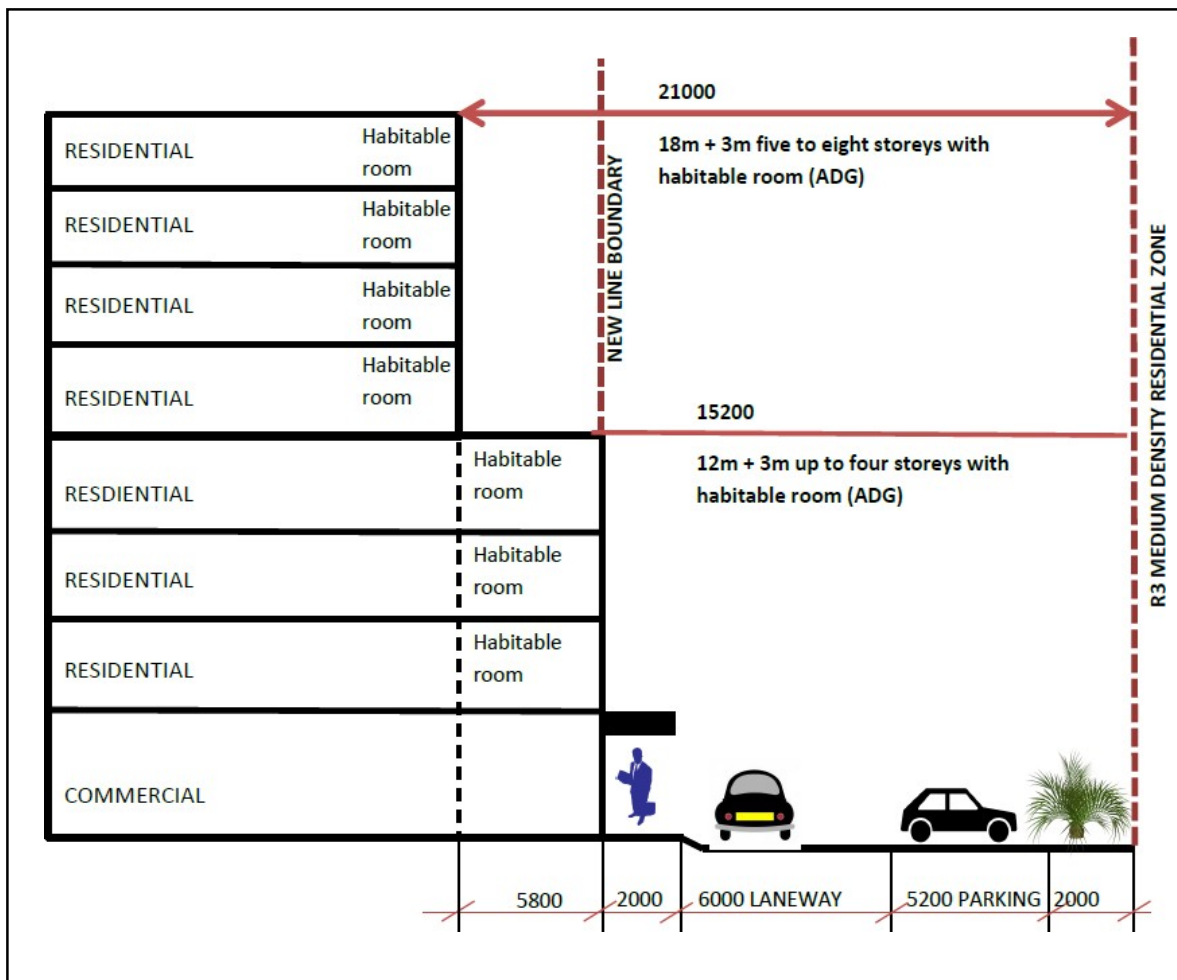 21000
18m + 3m five to eight storeys with
habitable room (ADG)
RESIDENTIAL
Habitable
room
RESIDENTIAL
Habitable
room
RESIDENTIAL
Habitable
room
RESIDENTIAL
Habitable
room
NEW LINE BOUNDARY
R3 MEDIUM DENSITY RESIDENTIAL ZONE
15200
12m + 3m up to four storeys with
habitable room (ADG)
RESDIENTIAL
Habitable
room
RESIDENTIAL
Habitable
room
RESIDENTIAL
Habitable
room
COMMERCIAL
5800
2000
6000 LANEWAY
5200 PARKING
2000